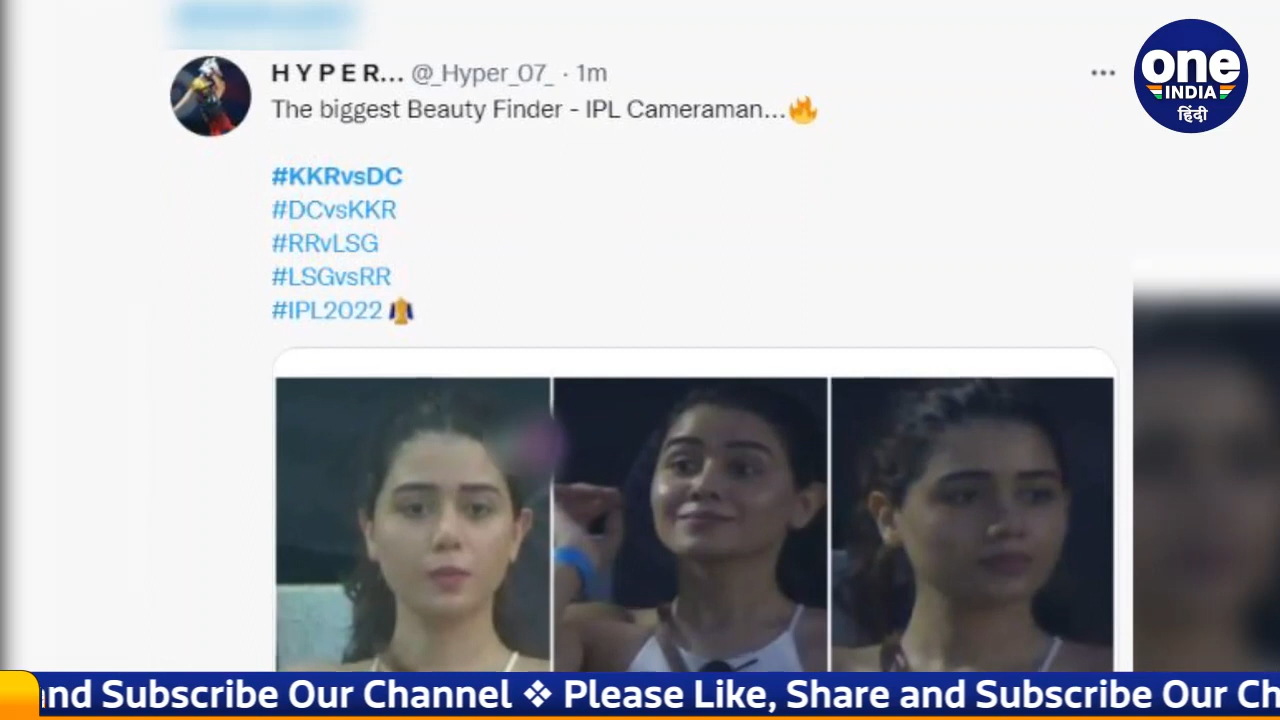 H Y P E R... @_Hyper_07_ · 1m
The biggest Beauty Finder - IPL Cameraman...🔥
#KKRvsDC
#DCvsKKR
#RRvLSG
#LSGvsRR
#IPL2022
one
INDIA
हिंदी
and Subscribe Our Channel ❖ Please Like, Share and Subscribe Our Ch